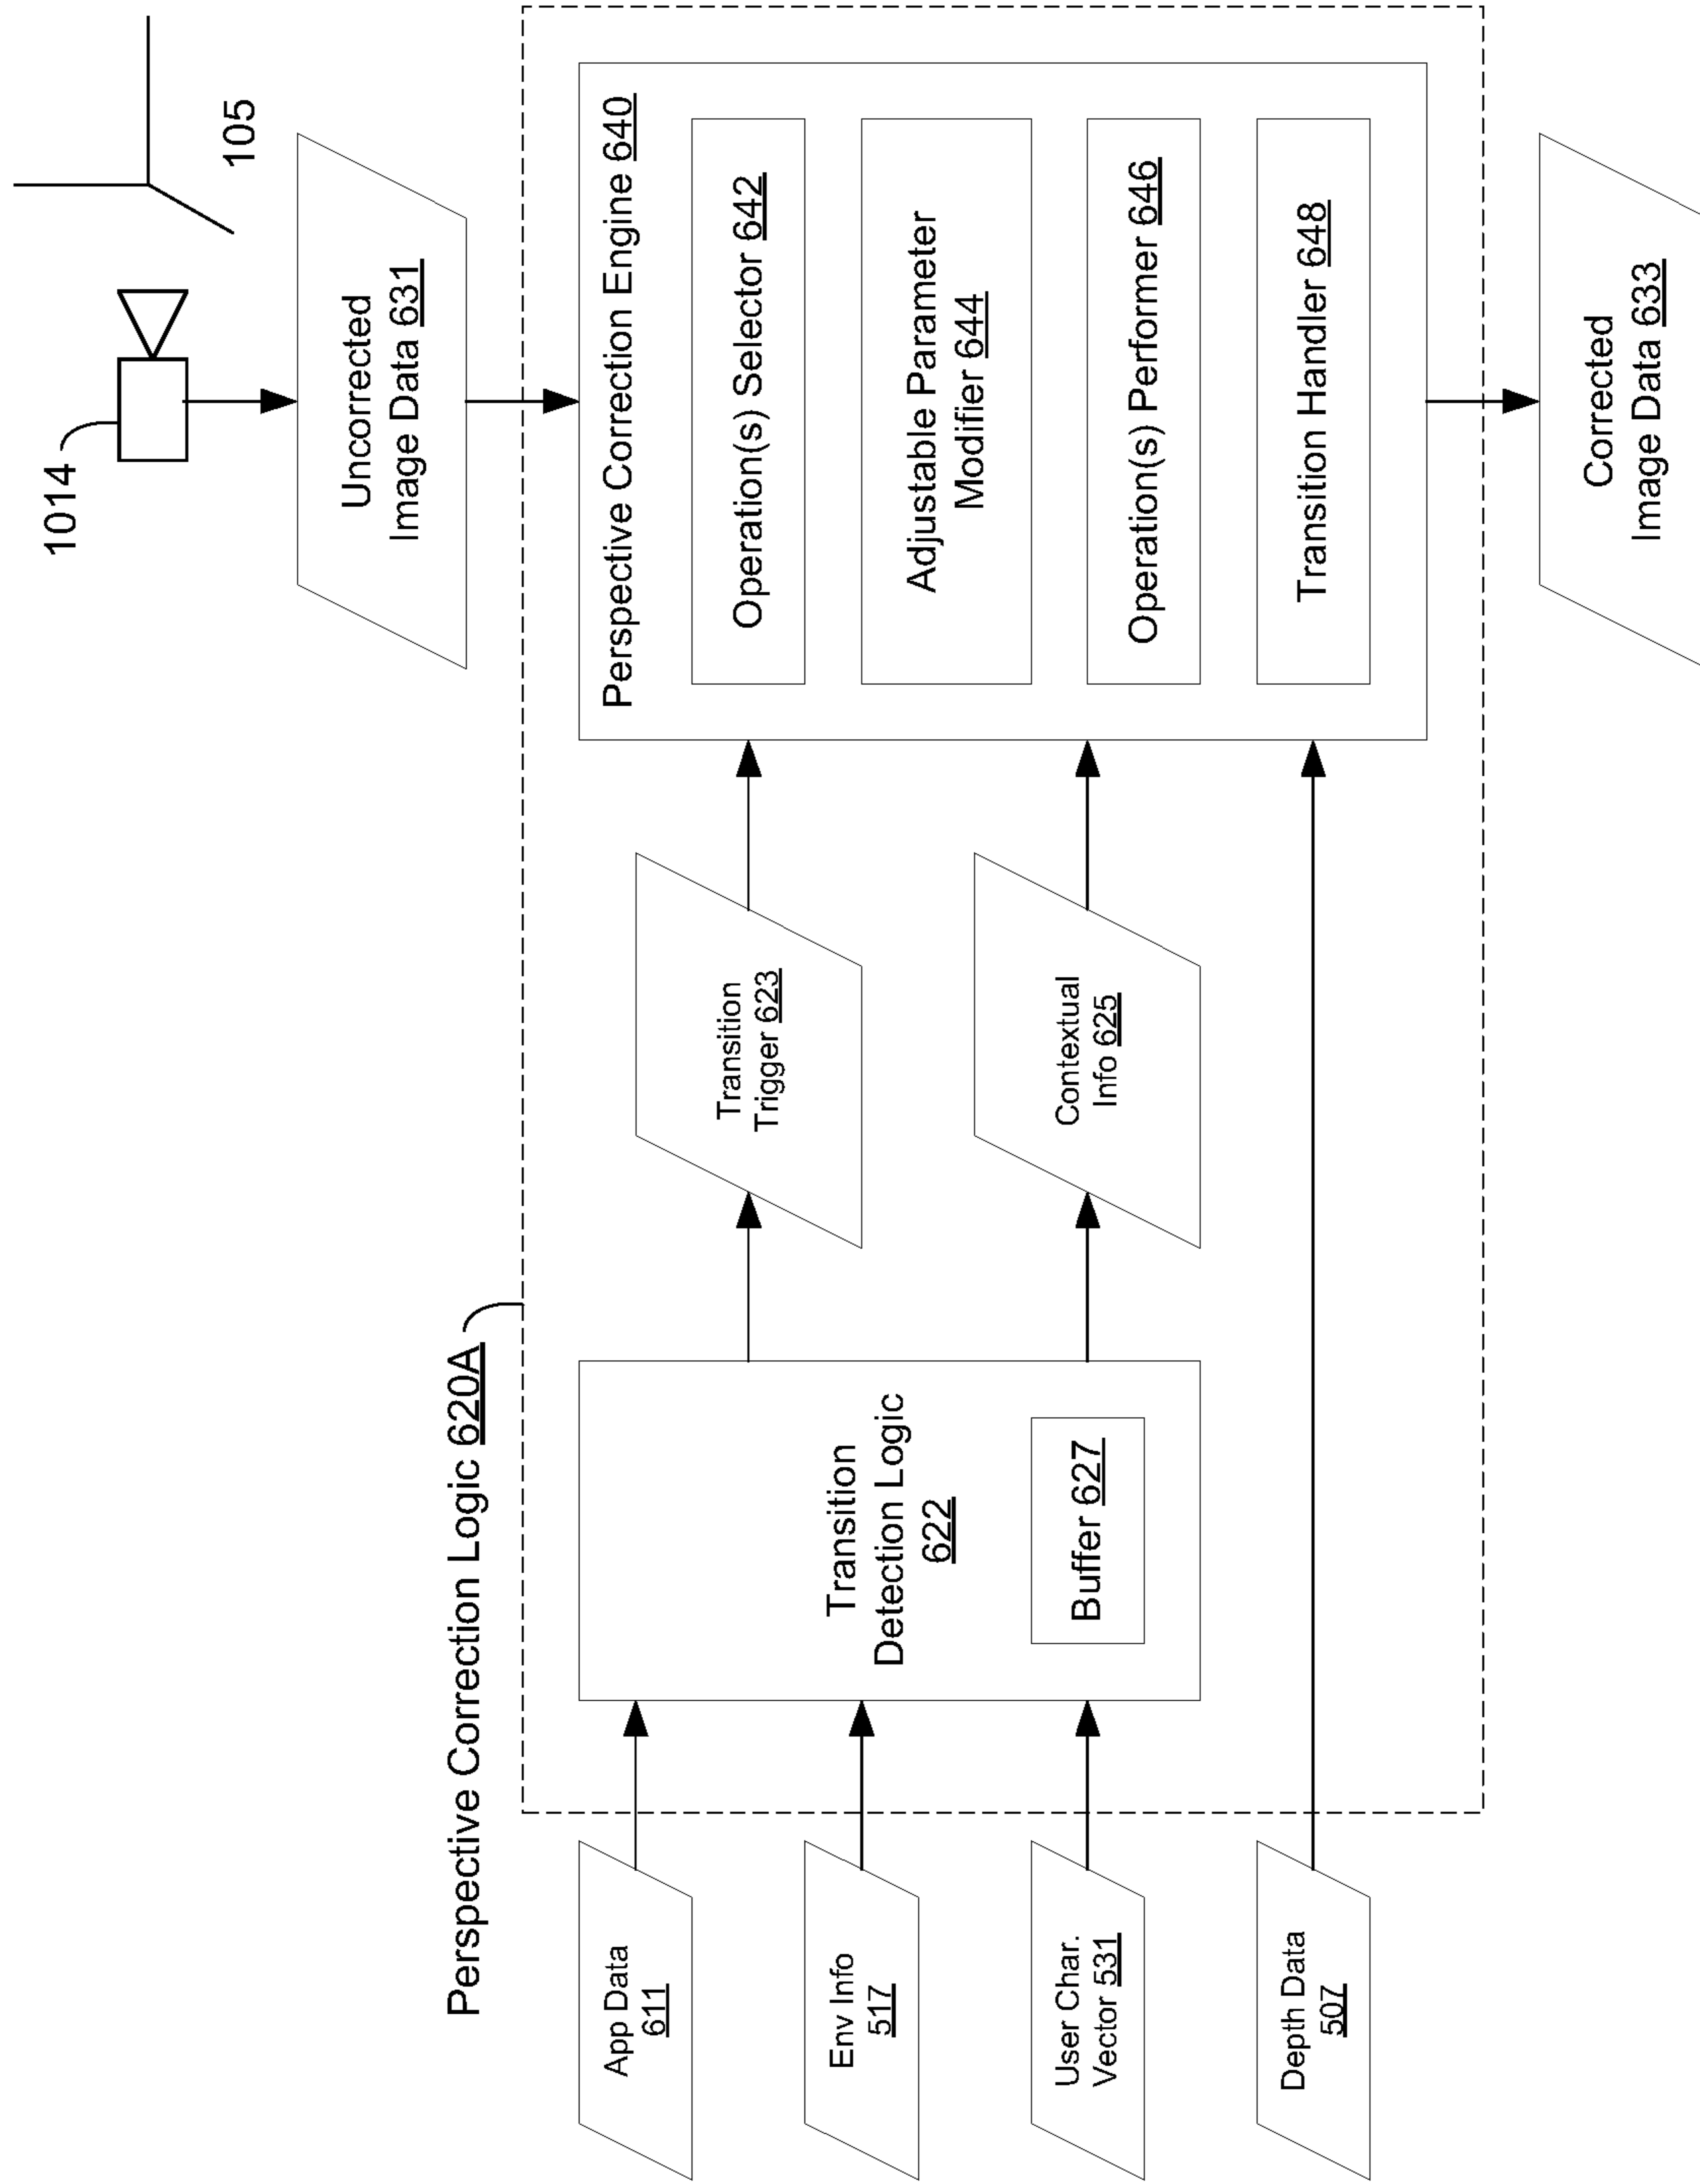 1014
105
Uncorrected
Image Data 631
Perspective Correction Logic 620A
Perspective Correction Engine 640
Operation(s) Selector 642
Adjustable Parameter
Modifier 644
Operation(s) Performer 646
Transition Handler 648
App Data
611
Env Info
517
User Char.
Vector 531
Depth Data
507
Transition
Detection Logic
622
Buffer 627
Transition
Trigger 623
Contextual
Info 625
Corrected
Image Data 633